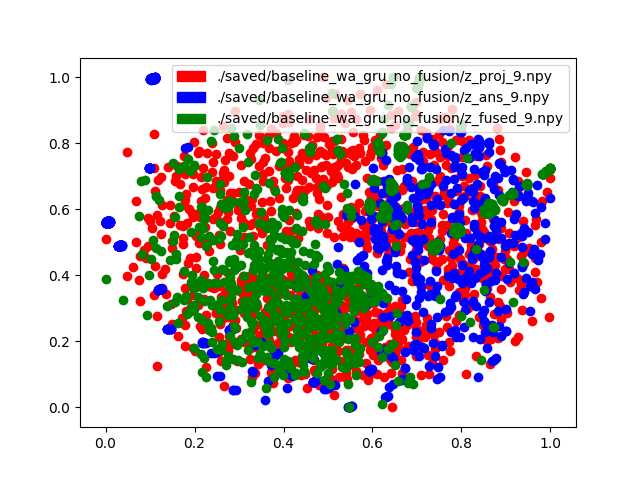 ./saved/baseline_wa_gru_no_fusion/z_proj_9.npy
./saved/baseline_wa_gru_no_fusion/z_ans_9.npy
./saved/baseline_wa_gru_no_fusion/z_fused_9.npy
1.0
0.8
0.6
0.4
0.2
0.0
0.0 0.2 0.4 0.6 0.8 1.0